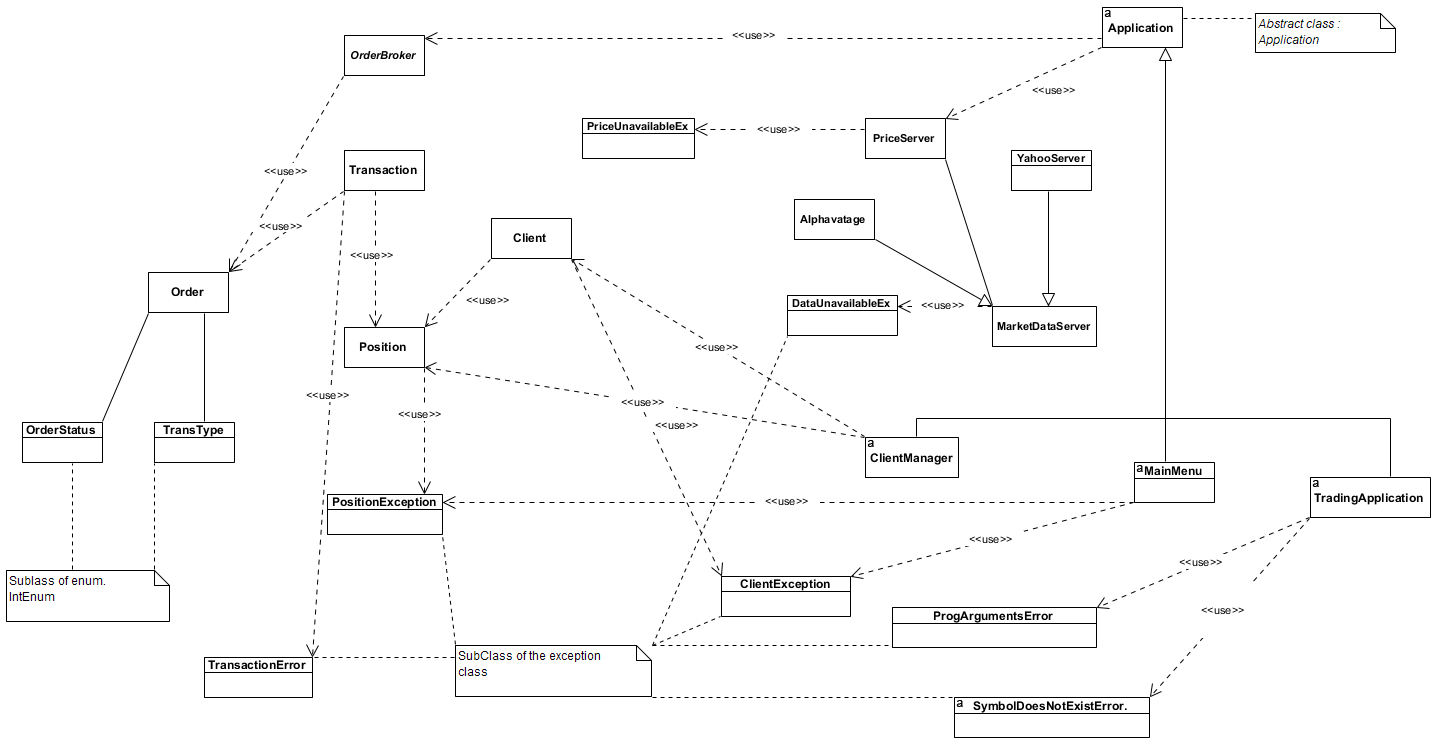 a
Application
Abstract class :
Application
<<use>>
OrderBroker
<<use>>
PriceUnavailableEx
<<use>>
PriceServer
YahooServer
<<use>>
Transaction
<<use>>
Alphavatage
Client
<<use>>
Order
<<use>>
DataUnavailableEx
<<use>>
MarketDataServer
Position
<<use>>
<<use>>
<<use>>
<<use>>
<<use>>
OrderStatus
TransType
a
ClientManager
a
MainMenu
a
TradingApplication
PositionException
<<use>>
<<use>>
<<use>>
Sublass of enum.
IntEnum
ClientException
<<use>>
ProgArgumentsError
TransactionError
SubClass of the exception
class
a
SymbolDoesNotExistError.